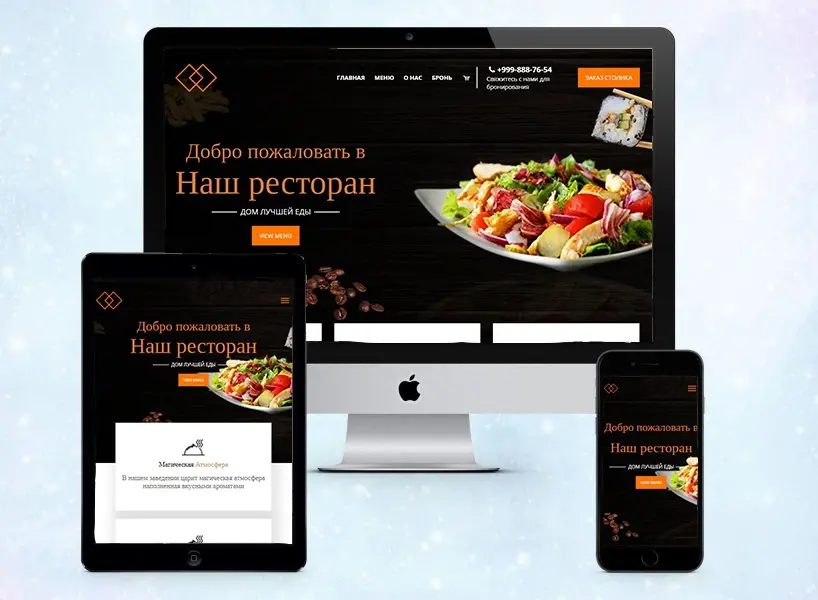 ГЛАВНАЯ МЕНЮ О НАС БРОНЬ
+999-888-76-54
Свяжитесь с нами для
бронирования
ЗАКАЗ СТОЛИКА
Добро пожаловать в
Наш ресторан
ДОМ ЛУЧШЕЙ ЕДЫ
VIEW MENU
Добро пожаловать в
Наш ресторан
ДОМ ЛУЧШЕЙ ЕДЫ
VIEW MENU
Магическая Атмосфера
В нашем заведении царит магическая атмосфера
наполненная вкусными ароматами
Добро пожаловать в
Наш ресторан
ДОМ ЛУЧШЕЙ ЕДЫ
VIEW MENU